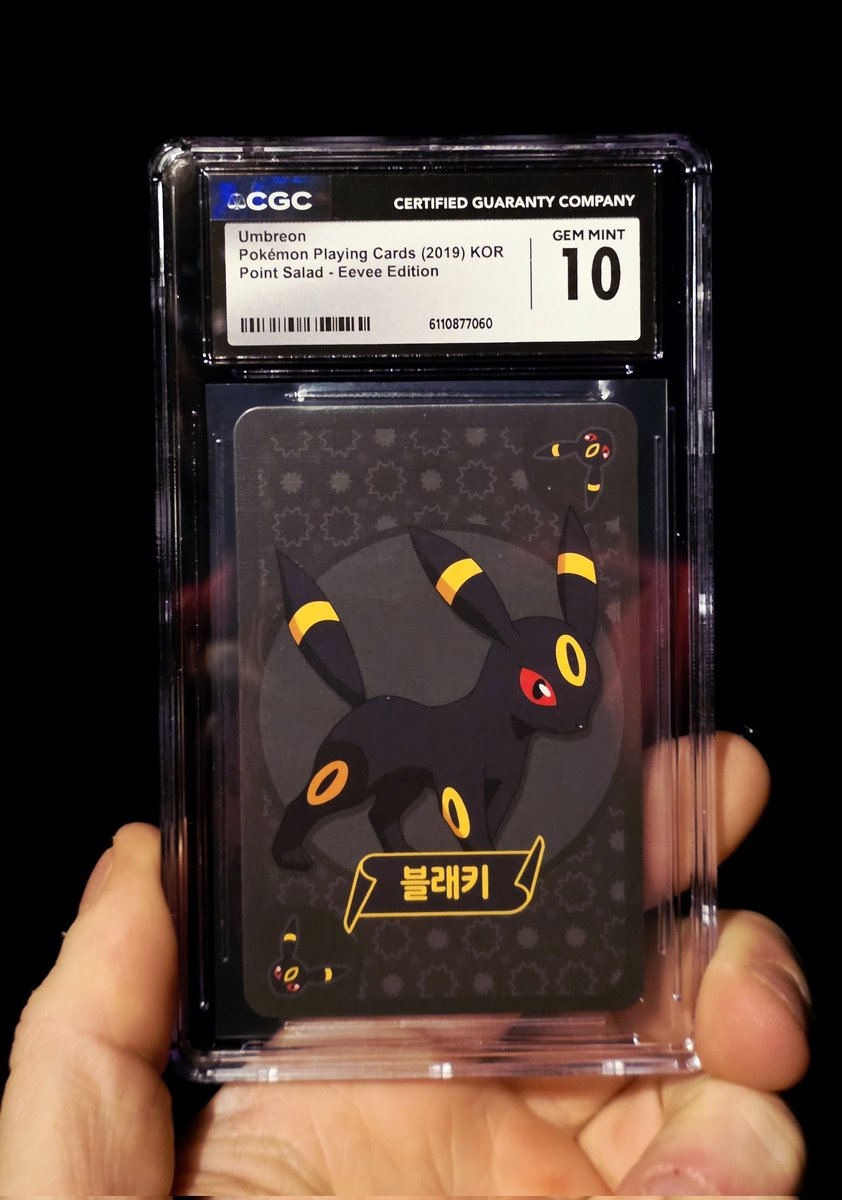 CGC
CERTIFIED GUARANTY COMPANY
Umbreon
Pokémon Playing Cards (2019) KOR
Point Salad - Eevee Edition
GEM MINT
10
6110877060
블래키